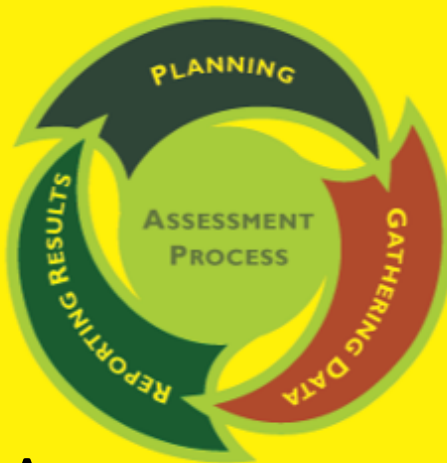 PLANNING
ASSESSMENT
PROCESS
GATHERING DATA
REPORTING RESULTS